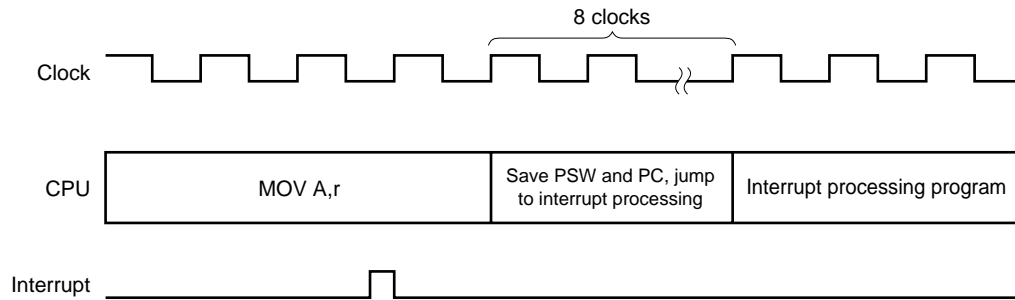 8 clocks
Clock
CPU
MOV A,r
Save PSW and PC, jump
to interrupt processing
Interrupt processing program
Interrupt